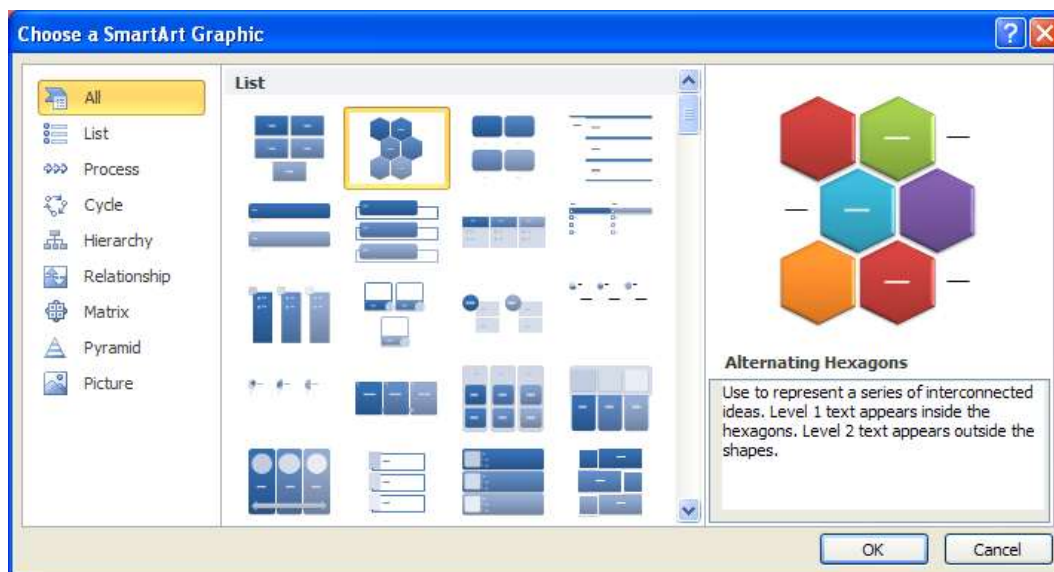 Choose a SmartArt Graphic
All
List
Process
Cycle
Hierarchy
Relationship
Matrix
Pyramid
Picture
List
Alternating Hexagons
Use to represent a series of interconnected
ideas. Level 1 text appears inside the
hexagons. Level 2 text appears outside the
shapes.
OK
Cancel